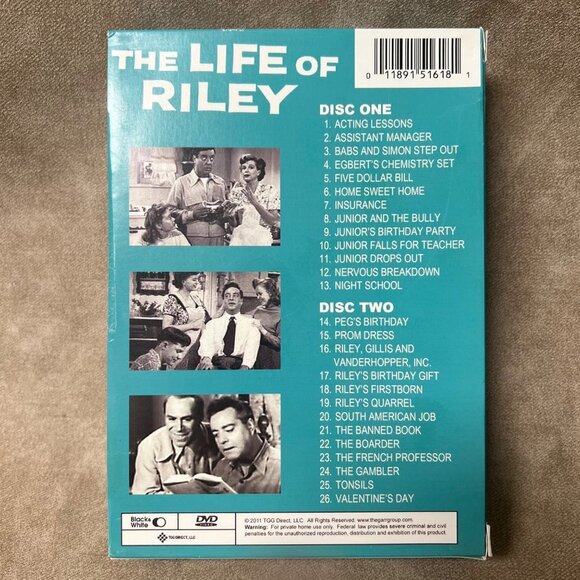 THE LIFE OF
RILEY
0 11891 51618 1
DISC ONE
1. ACTING LESSONS
2. ASSISTANT MANAGER
3. BABS AND SIMON STEP OUT
4. EGBERT'S CHEMISTRY SET
5. FIVE DOLLAR BILL
6. HOME SWEET HOME
7. INSURANCE
8. JUNIOR AND THE BULLY
9. JUNIOR'S BIRTHDAY PARTY
10. JUNIOR FALLS FOR TEACHER
11. JUNIOR DROPS OUT
12. NERVOUS BREAKDOWN
13. NIGHT SCHOOL
DISC TWO
14. PEG'S BIRTHDAY
15. PROM DRESS
16. RILEY, GILLIS AND
VANDERHOPPER, INC.
17. RILEY'S BIRTHDAY GIFT
18. RILEY'S FIRSTBORN
19. RILEY'S QUARREL
20. SOUTH AMERICAN JOB
21. THE BANNED BOOK
22. THE BOARDER
23. THE FRENCH PROFESSOR
24. THE GAMBLER
25. TONSILS
26. VALENTINE'S DAY
Black&
White
TGG DIRECT, LLC
DVD
VIDEO
© 2011 TGG Direct, LLC All Rights Reserved. www.thegarrgroup.com
Warning: For private home use only. Federal law provides severe criminal and civil
penalties for the unauthorized reproduction, distribution and exhibition of this product.